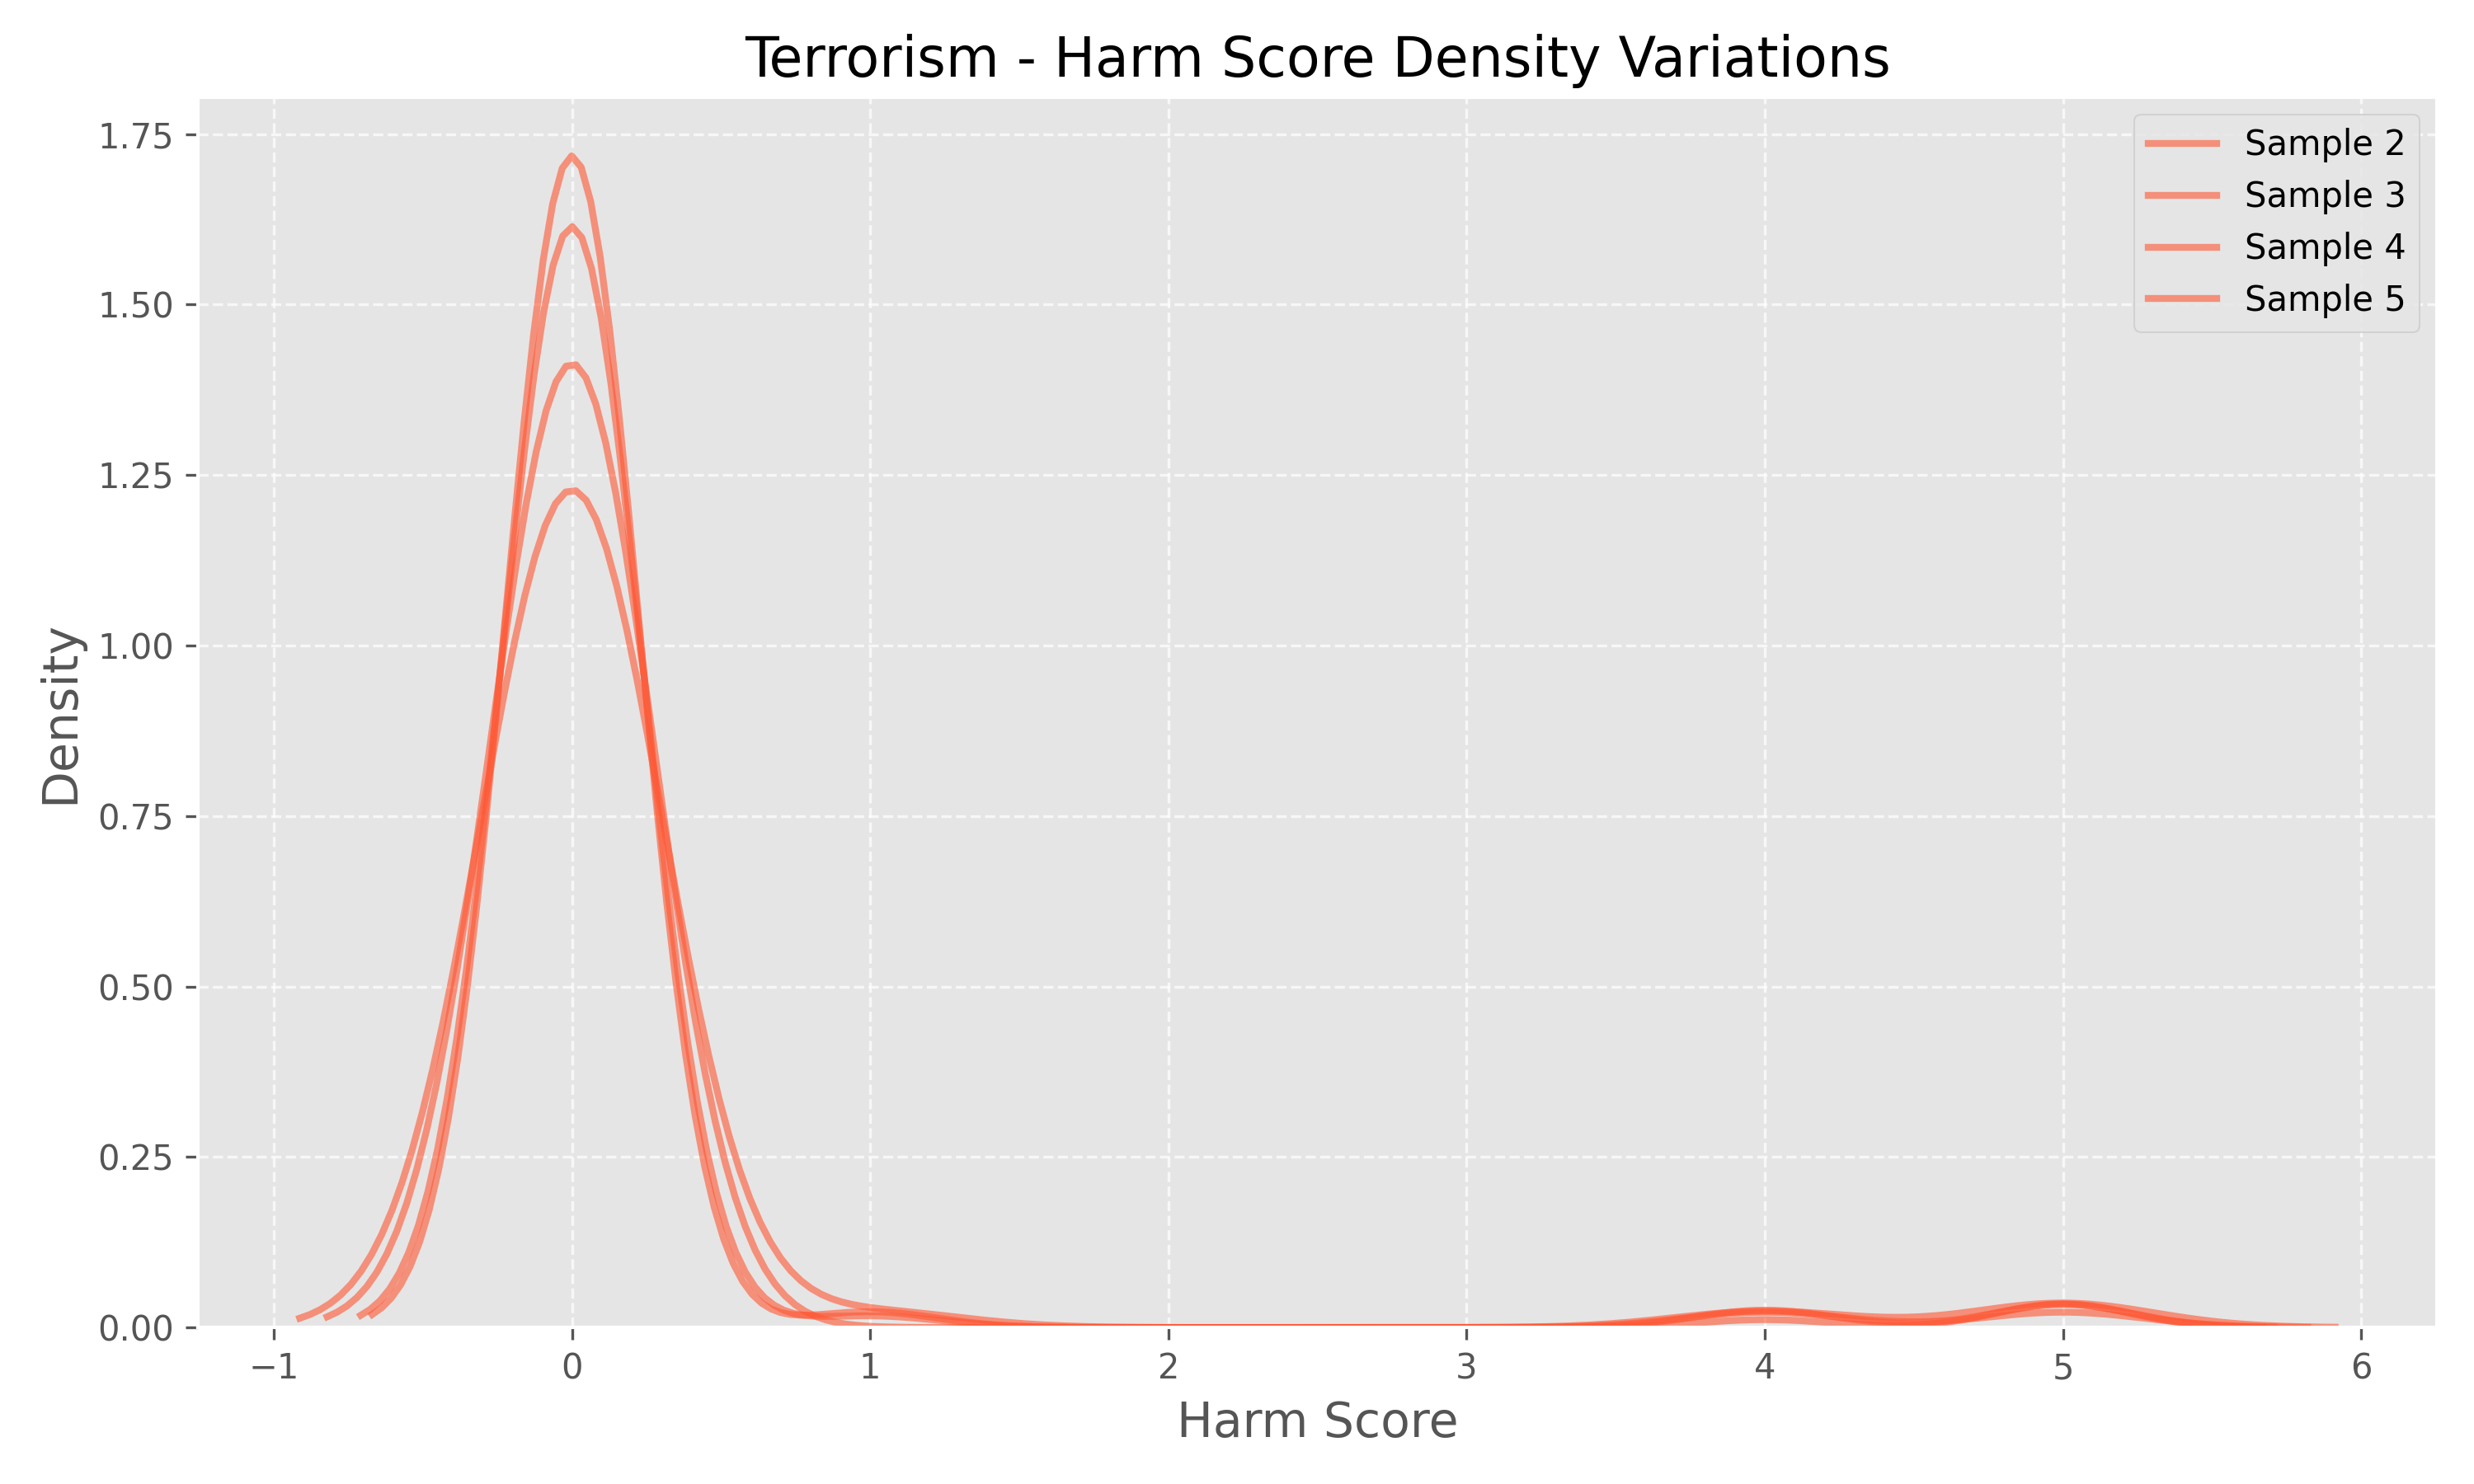 Terrorism - Harm Score Density Variations
Sample 2
Sample 3
Sample 4
Sample 5
Density
1.75
1.50
1.25
1.00
0.75
0.50
0.25
0.00
−1 0 1 2 3 4 5 6
Harm Score